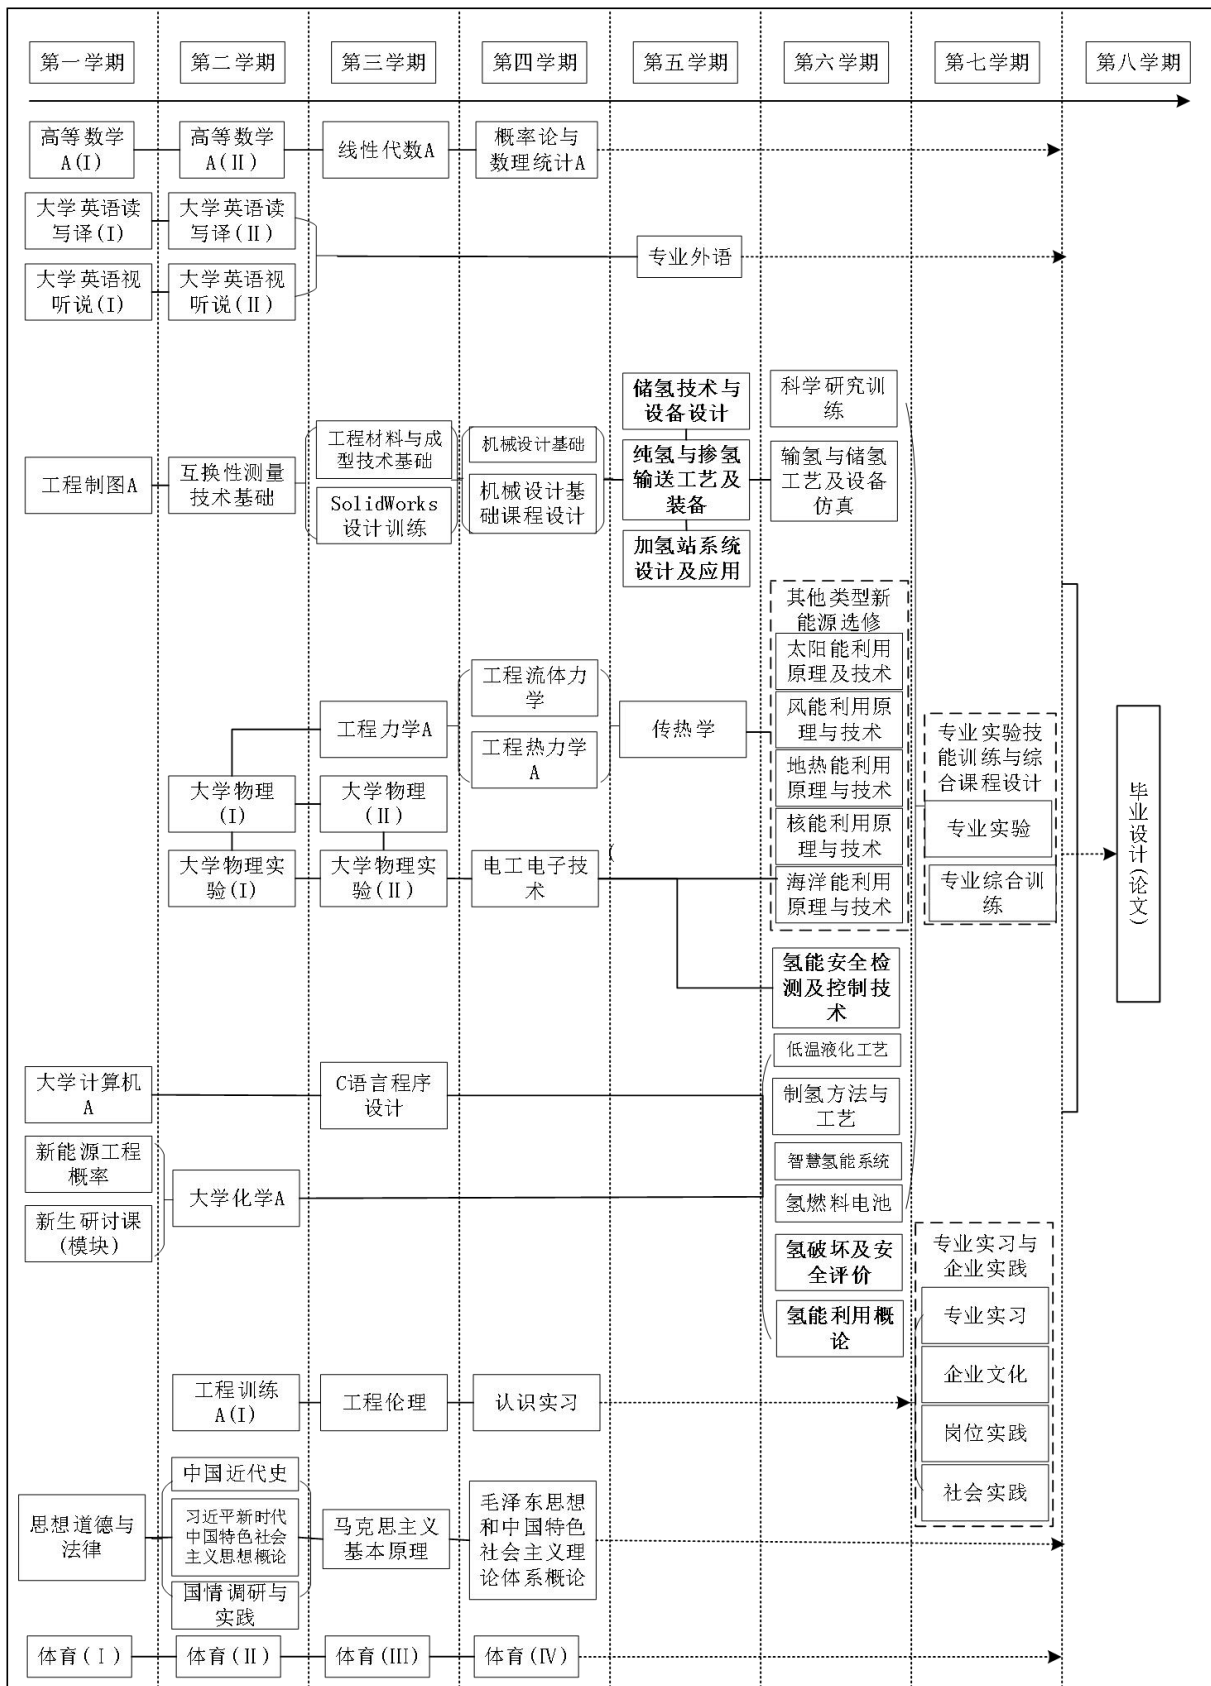 第一学期
第二学期
第三学期
第四学期
第五学期
第六学期
第七学期
第八学期
高等数学
A(I)
高等数学
A(II)
线性代数A
概率论与
数理统计A
大学英语读
写译(I)
大学英语读
写译(II)
大学英语视
听说(I)
大学英语视
听说(II)
专业外语
工程制图A
互换性测量
技术基础
工程材料与成
型技术基础
SolidWorks
设计训练
机械设计基础
机械设计基
础课程设计
储氢技术与
设备设计
纯氢与掺氢
输送工艺及
装备
加氢站系统
设计及应用
科学研究训
练
输氢与储氢
工艺及设备
仿真
其他类型新
能源选修
太阳能利用
原理及技术
风能利用原
理与技术
地热能利用
原理与技术
核能利用原
理与技术
海洋能利用
原理与技术
工程力学A
工程流体力
学
工程热力学
A
传热学
大学物理
(I)
大学物理
(II)
大学物理实
验(I)
大学物理实
验(II)
电工电子技
术
(
专业实验技
能训练与综
合课程设计
专业实验
专业综合训
练
毕业设计(论文)
氢能安全检
测及控制技
术
低温液化工艺
制氢方法与
工艺
智慧氢能系统
氢燃料电池
氢破坏及安
全评价
氢能利用概
论
大学计算机
A
C语言程序
设计
新能源工程
概率
新生研讨课
(模块)
大学化学A
专业实习与
企业实践
专业实习
企业文化
岗位实践
社会实践
工程训练
A(I)
工程伦理
认识实习
思想道德与
法律
中国近代史
习近平新时代
中国特色社会
主义思想概论
国情调研与
实践
马克思主义
基本原理
毛泽东思想
和中国特色
社会主义理
论体系概论
体育(I)
体育(II)
体育(III)
体育(IV)